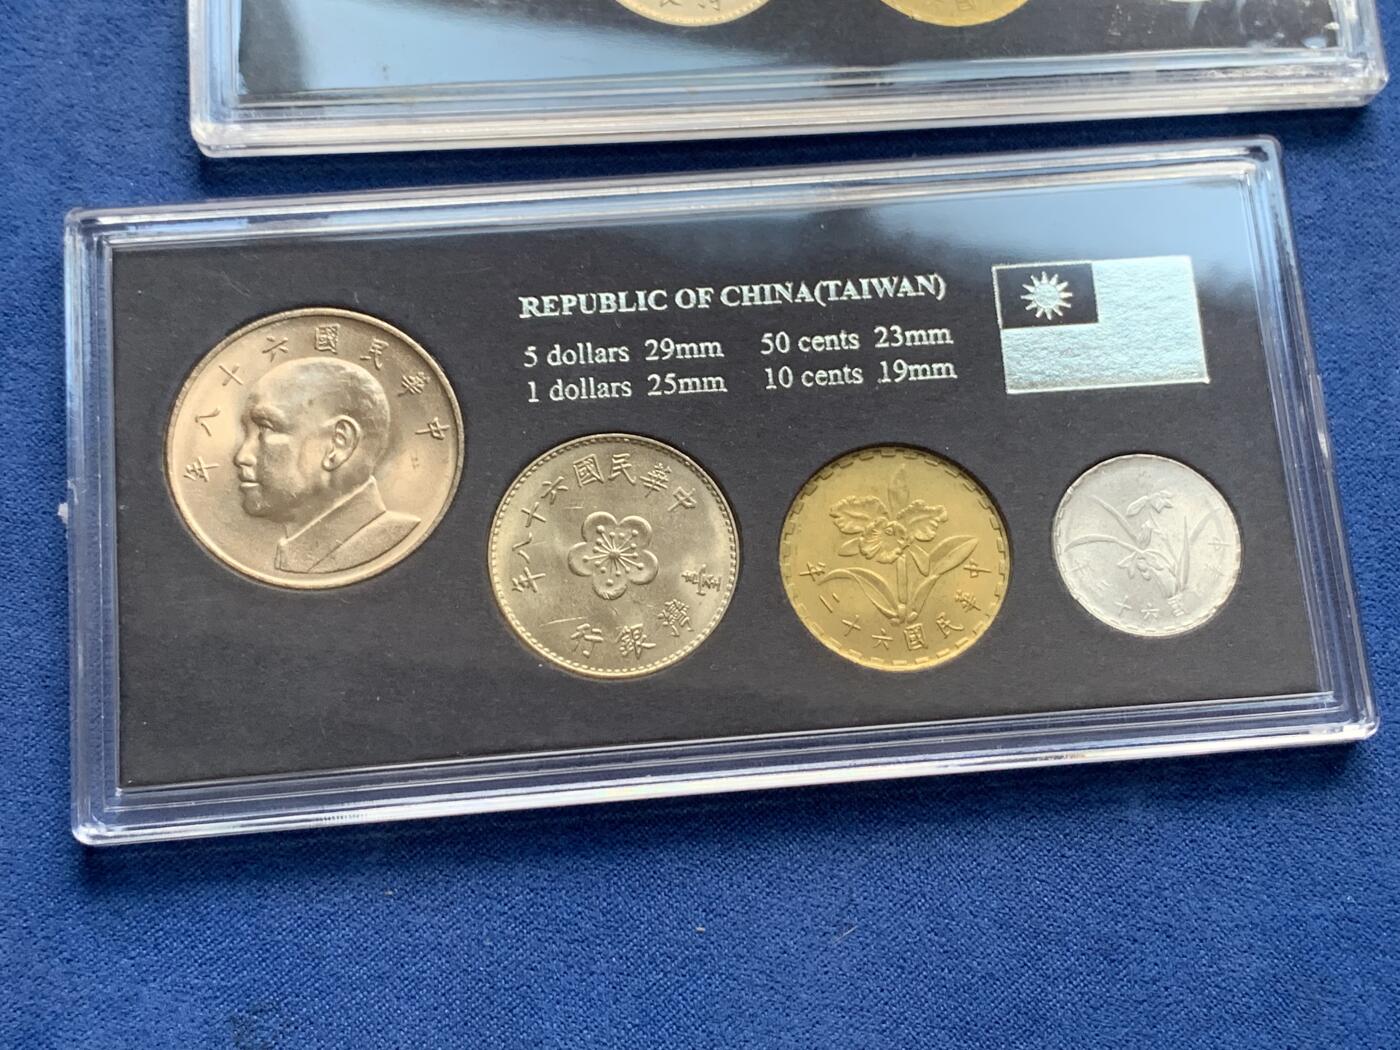 REPUBLIC OF CHINA(TAIWAN)
5 dollars 29mm 50 cents 23mm
1 dollars 25mm 10 cents 19mm
中華民國六十八年
中華民國六十八年
臺灣銀行
中華民國六十二年